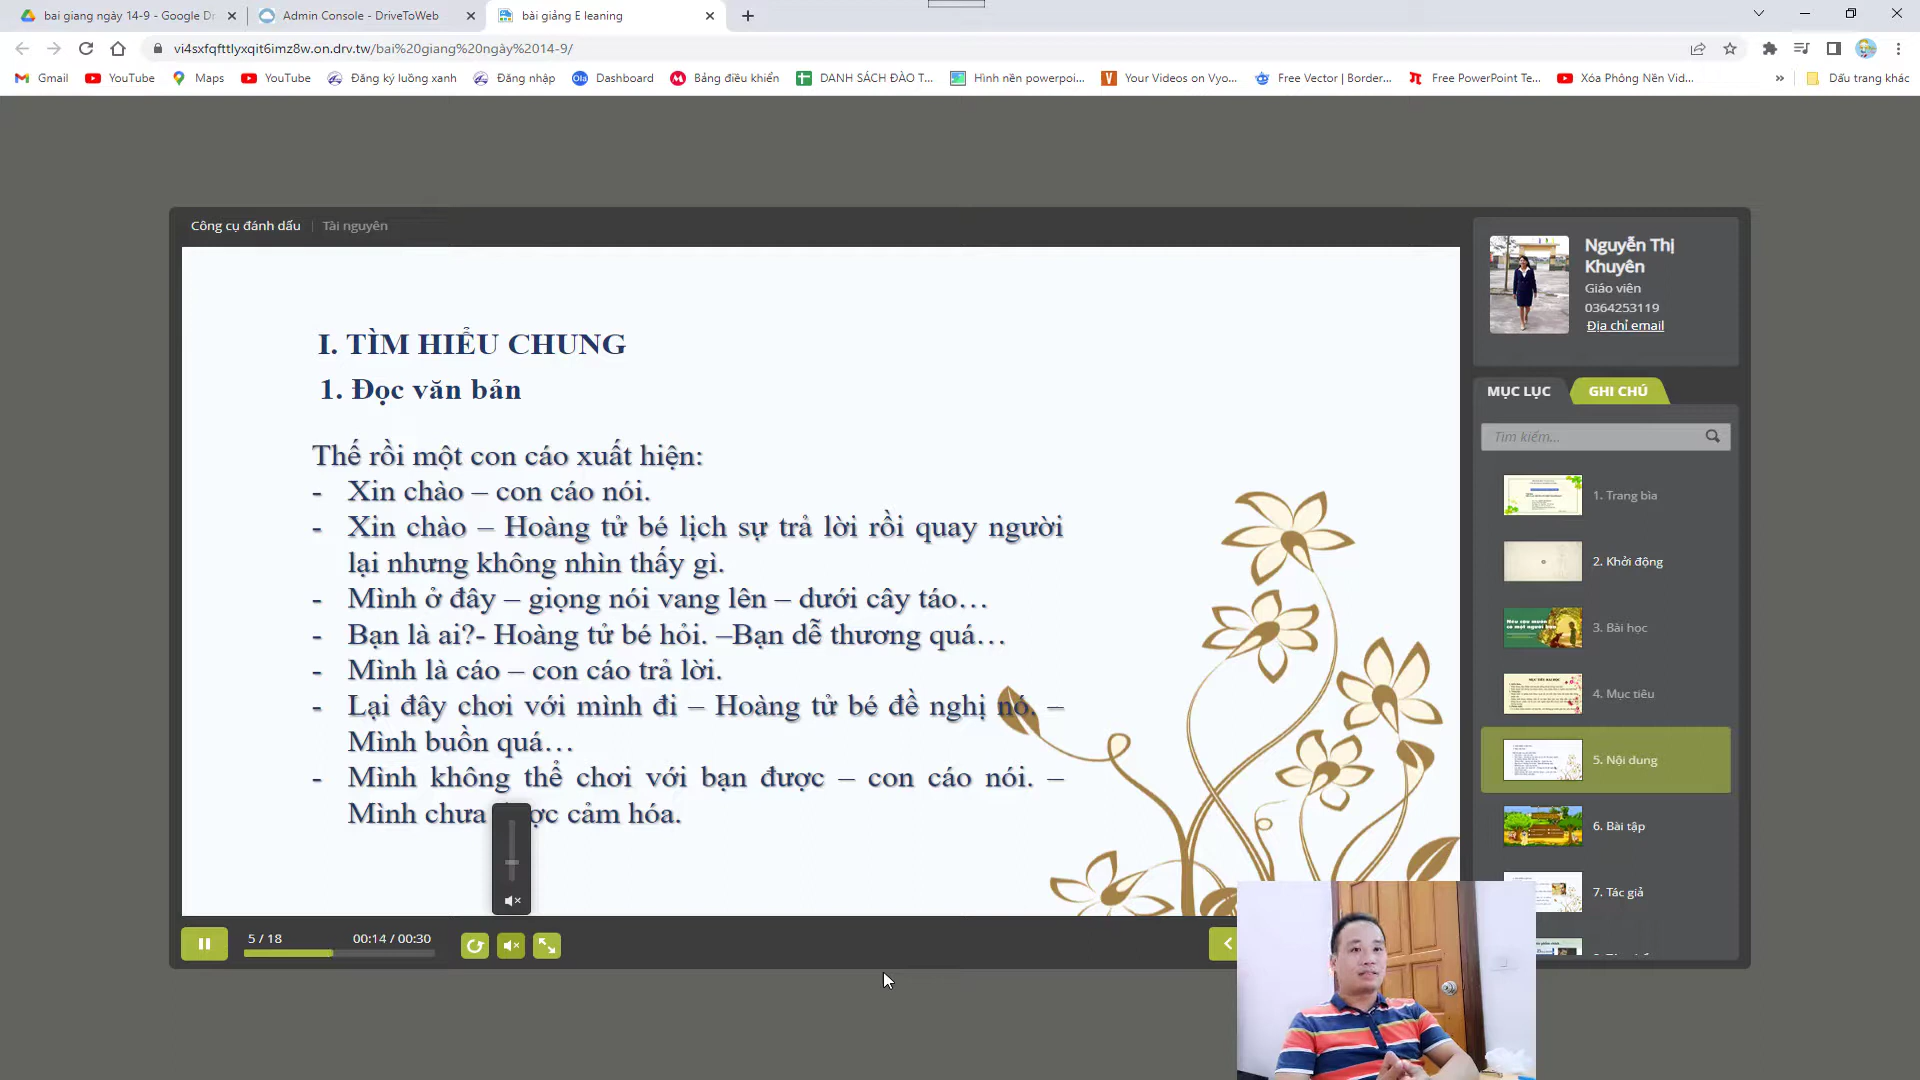 bai giang ngày 14-9 - Google Dr
Admin Console - DriveToWeb
bài giảng E leaning
vi4sxfqfttlyxqit6imz8w.on.drv.tw/bai%20giang%20ngày%2014-9/
Gmail
YouTube
Maps
YouTube
Đăng ký luồng xanh
Đăng nhập
Dashboard
Bảng điều khiển
DANH SÁCH ĐÀO T...
Hình nền powerpoi...
Your Videos on Vyo...
Free Vector | Border...
Free PowerPoint Te...
Xóa Phông Nền Vid...
»
Dấu trang khác
Công cụ đánh dấu | Tài nguyên
I. TÌM HIỂU CHUNG
1. Đọc văn bản
Thế rồi một con cáo xuất hiện:
- Xin chào – con cáo nói.
- Xin chào – Hoàng tử bé lịch sự trả lời rồi quay người
lại nhưng không nhìn thấy gì.
- Mình ở đây – giọng nói vang lên – dưới cây táo…
- Bạn là ai?- Hoàng tử bé hỏi. –Bạn dễ thương quá…
- Mình là cáo – con cáo trả lời.
- Lại đây chơi với mình đi – Hoàng tử bé đề nghị nó. –
Mình buồn quá…
- Mình không thể chơi với bạn được – con cáo nói. –
Mình chưa ợc cảm hóa.
5 / 18
00:14 / 00:30
Nguyễn Thị
Khuyên
Giáo viên
0364253119
Địa chỉ email
MỤC LỤC
GHI CHÚ
Tìm kiếm...
1. Trang bìa
2. Khởi động
3. Bài học
4. Mục tiêu
5. Nội dung
6. Bài tập
7. Tác giả